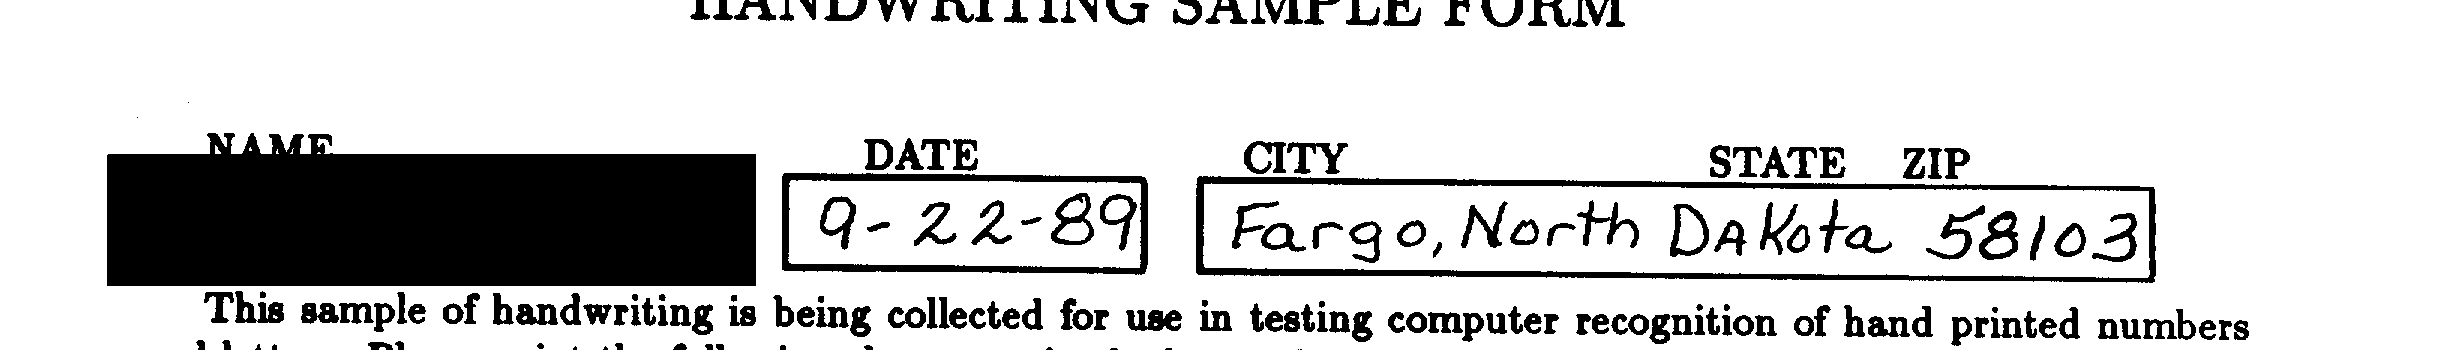 HANDWRITING SAMPLE FORM
NAME DATE CITY STATE ZIP
9-22-89 Fargo, North DAKota 58103
This sample of handwriting is being collected for use in testing computer recognition of hand printed numbers